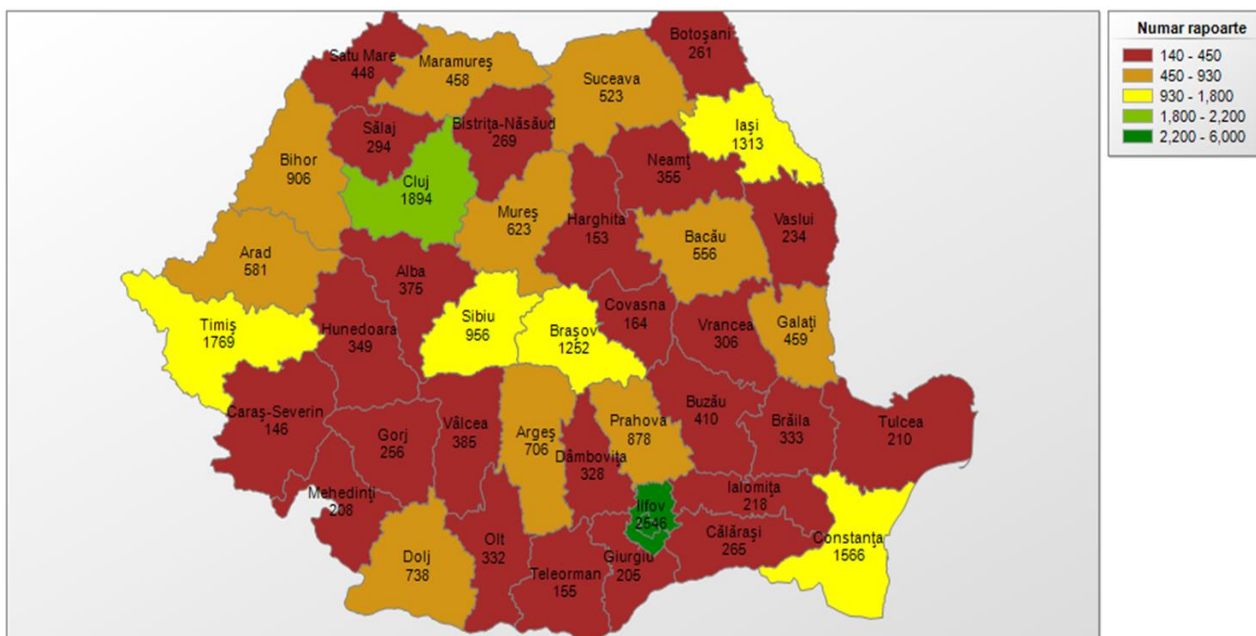 Numar rapoarte
140 - 450
450 - 930
930 - 1,800
1,800 - 2,200
2,200 - 6,000
Botoşani
261
Satu Mare
448
Maramureş
458
Suceava
523
Iaşi
1313
Sălaj
294
Bistriţa-Năsăud
269
Neamţ
355
Bihor
906
Cluj
1894
Mureş
623
Harghita
153
Vaslui
234
Bacău
556
Arad
581
Alba
375
Covasna
164
Vrancea
306
Galaţi
459
Timiş
1769
Hunedoara
349
Sibiu
956
Braşov
1252
Caraş-Severin
146
Gorj
256
Vâlcea
385
Argeş
706
Dâmboviţa
328
Prahova
878
Buzău
410
Brăila
333
Tulcea
210
Mehedinţi
208
Ilfov
2546
Ialomiţa
218
Călăraşi
265
Constanţa
1566
Dolj
738
Olt
332
Teleorman
155
Giurgiu
205